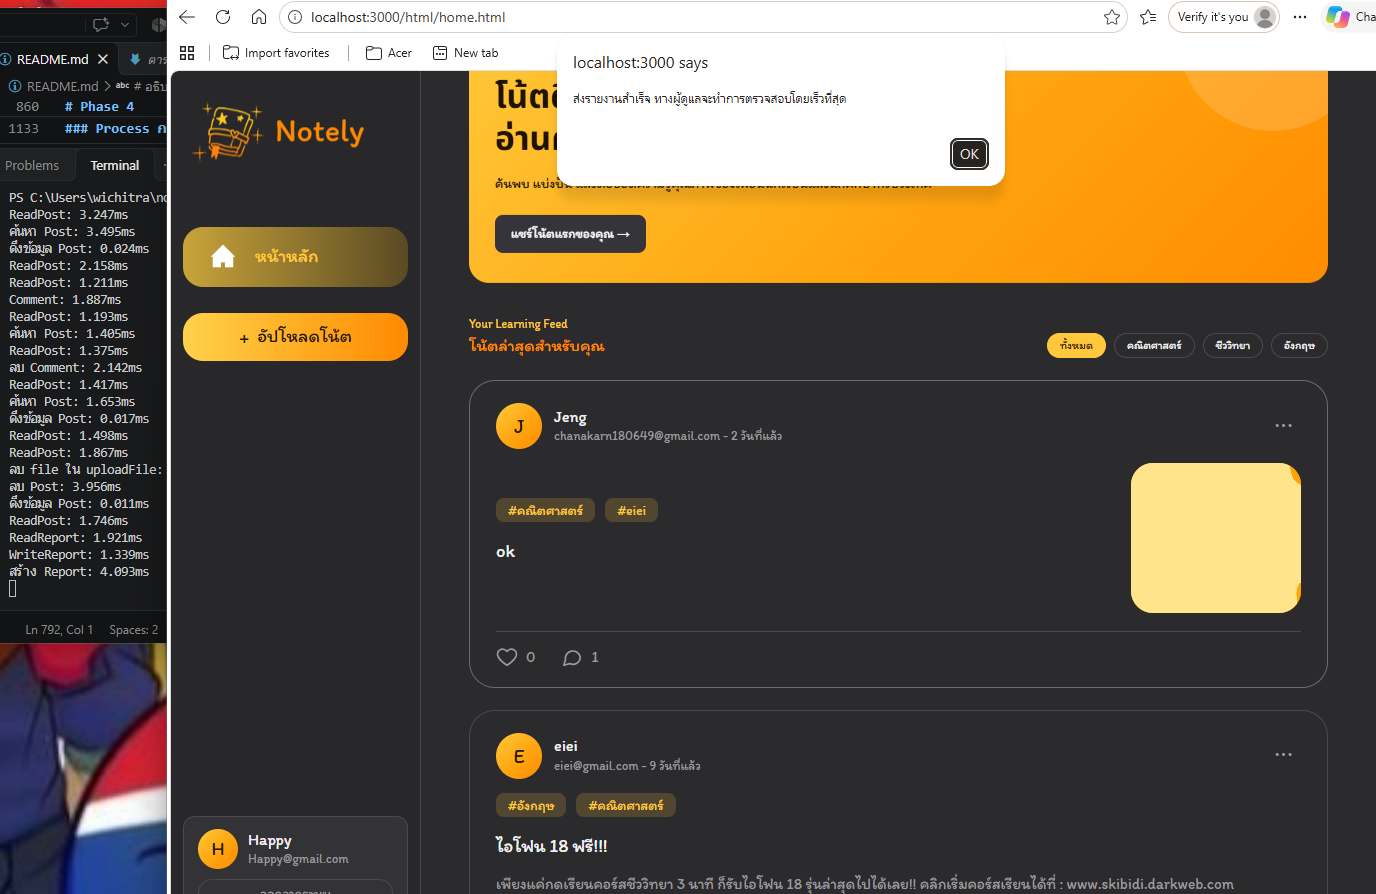 localhost:3000/html/home.html
Verify it's you
Import favorites
Acer
New tab
README.md
README.md > # อธิบ
860 # Phase 4
1133 ### Process ก
Problems
Terminal
PS C:\Users\wichitra\no
ReadPost: 3.247ms
ค้นหา Post: 3.495ms
ดึงข้อมูล Post: 0.024ms
ReadPost: 2.158ms
ReadPost: 1.211ms
Comment: 1.887ms
ReadPost: 1.193ms
ค้นหา Post: 1.405ms
ReadPost: 1.375ms
ลบ Comment: 2.142ms
ReadPost: 1.417ms
ค้นหา Post: 1.653ms
ดึงข้อมูล Post: 0.017ms
ReadPost: 1.498ms
ReadPost: 1.867ms
ลบ file ใน uploadFile:
ลบ Post: 3.956ms
ดึงข้อมูล Post: 0.011ms
ReadPost: 1.746ms
ReadReport: 1.921ms
WriteReport: 1.339ms
สร้าง Report: 4.093ms
Ln 792, Col 1
Spaces: 2
localhost:3000 says
ส่งรายงานสำเร็จ ทางผู้ดูแลจะทำการตรวจสอบโดยเร็วที่สุด
OK
Notely
หน้าหลัก
+ อัปโหลดโน้ต
ค้นพบ
แชร์โน้ตแรกของคุณ →
Your Learning Feed
โน้ตล่าสุดสำหรับคุณ
ทั้งหมด
คณิตศาสตร์
ชีววิทยา
อังกฤษ
J
Jeng
chanakarn180649@gmail.com - 2 วันที่แล้ว
#คณิตศาสตร์
#eiei
ok
0
1
E
eiei
eiei@gmail.com - 9 วันที่แล้ว
#อังกฤษ
#คณิตศาสตร์
ไอโฟน 18 ฟรี!!!
เพียงแค่กดเรียนคอร์สชีววิทยา 3 นาที ก็รับไอโฟน 18 รุ่นล่าสุดไปได้เลย!! คลิกเริ่มคอร์สเรียนได้ที่ : www.skibidi.darkweb.com
H
Happy
Happy@gmail.com